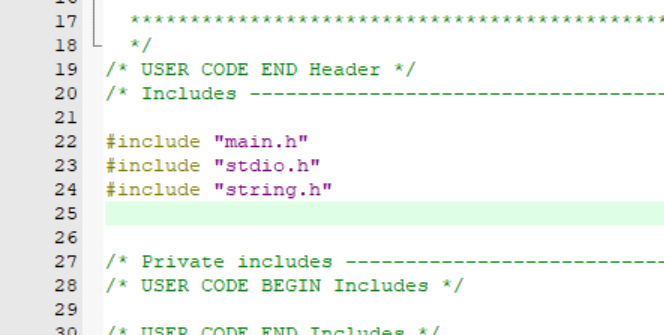 17 *********************************************
18 */
19 /* USER CODE END Header */
20 /* Includes -----------------------------------
21
22 #include "main.h"
23 #include "stdio.h"
24 #include "string.h"
25
26
27 /* Private includes ---------------------------
28 /* USER CODE BEGIN Includes */
29
30 /* USER CODE END Includes */